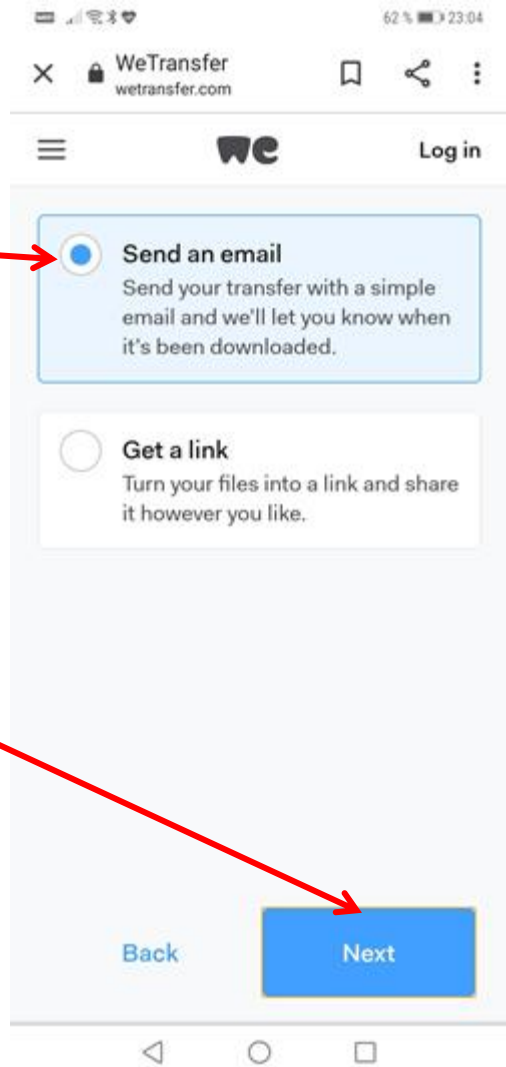 62 % 23:04
WeTransfer
wetransfer.com
we
Log in
Send an email
Send your transfer with a simple
email and we'll let you know when
it's been downloaded.
Get a link
Turn your files into a link and share
it however you like.
Back
Next